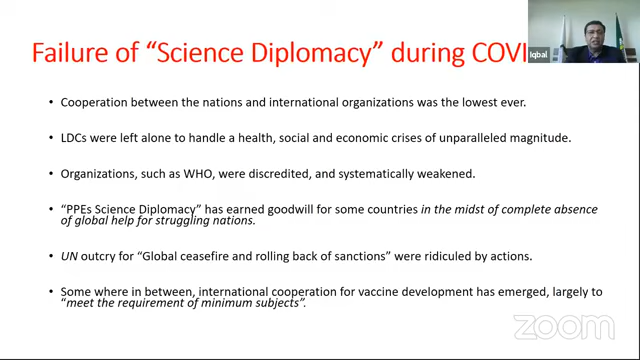 Failure of “Science Diplomacy” during COVI
Iqbal
Cooperation between the nations and international organizations was the lowest ever.
LDCs were left alone to handle a health, social and economic crises of unparalleled magnitude.
Organizations, such as WHO, were discredited, and systematically weakened.
“PPEs Science Diplomacy” has earned goodwill for some countries in the midst of complete absence
of global help for struggling nations.
UN outcry for “Global ceasefire and rolling back of sanctions” were ridiculed by actions.
Some where in between, international cooperation for vaccine development has emerged, largely to
“meet the requirement of minimum subjects”.
zoom